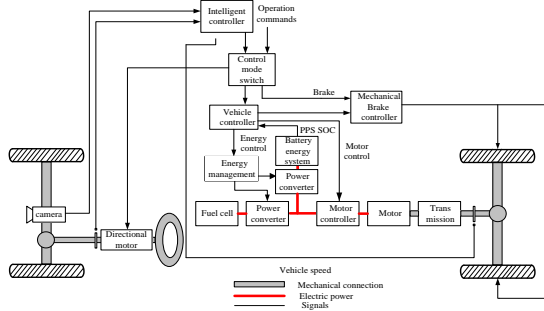 Intelligent
controller
Operation
commands
Control
mode
switch
Brake
Mechanical
Brake
controller
Vehicle
controller
PPS SOC
Energy
control
Battery energy
system
Motor
control
Energy
management
Power
converter
camera
Directional
motor
Fuel cell
Power
converter
Motor
controller
Motor
Trans
mission
Vehicle speed
Mechanical connection
Electric power
Signals